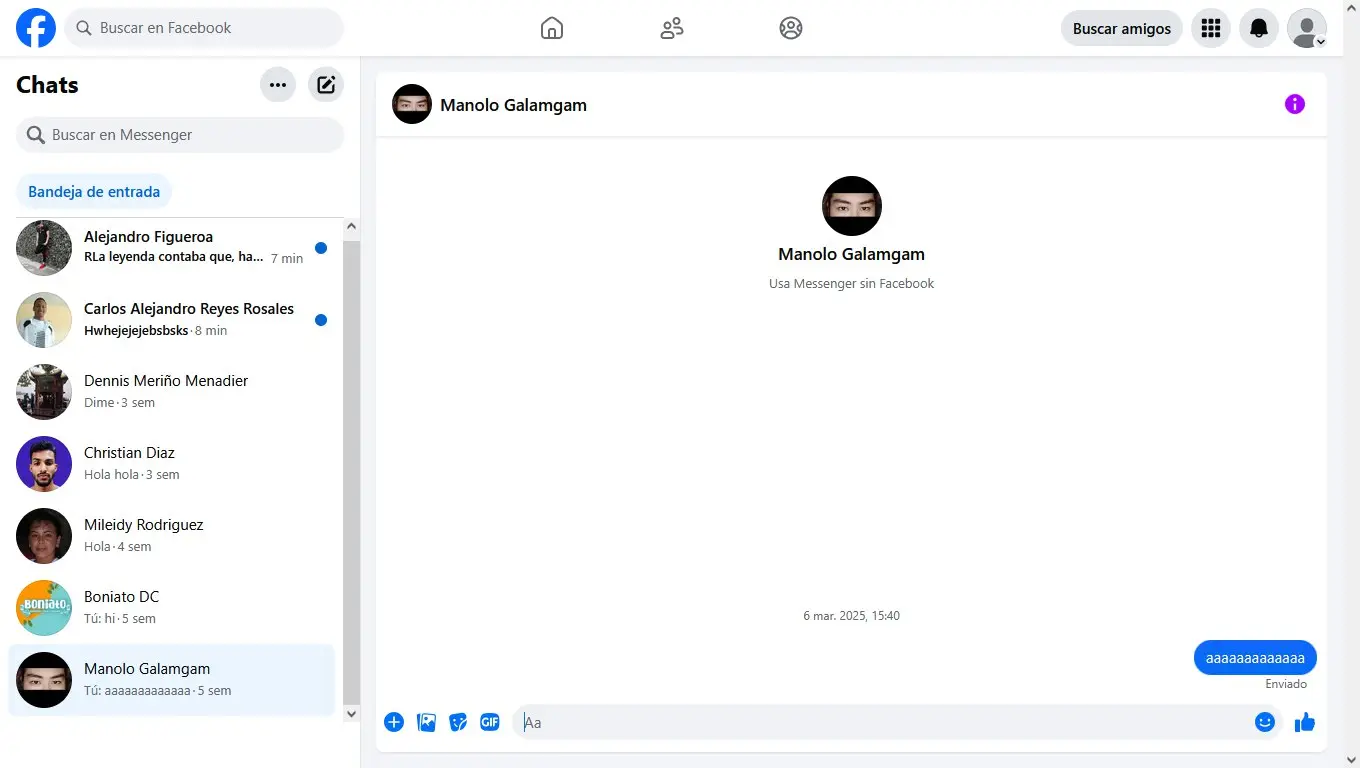 Buscar en Facebook
Buscar amigos
Chats
Buscar en Messenger
Bandeja de entrada
Alejandro Figueroa
RLa leyenda contaba que, ha... 7 min
Carlos Alejandro Reyes Rosales
Hwhejejejebsbsks · 8 min
Dennis Meriño Menadier
Dime · 3 sem
Christian Diaz
Hola hola · 3 sem
Mileidy Rodriguez
Hola · 4 sem
BONIATO
Boniato DC
Tú: hi · 5 sem
Manolo Galamgam
Tú: aaaaaaaaaaaaa · 5 sem
Manolo Galamgam
Manolo Galamgam
Usa Messenger sin Facebook
6 mar. 2025, 15:40
aaaaaaaaaaaaa
Enviado
GIF
Aa